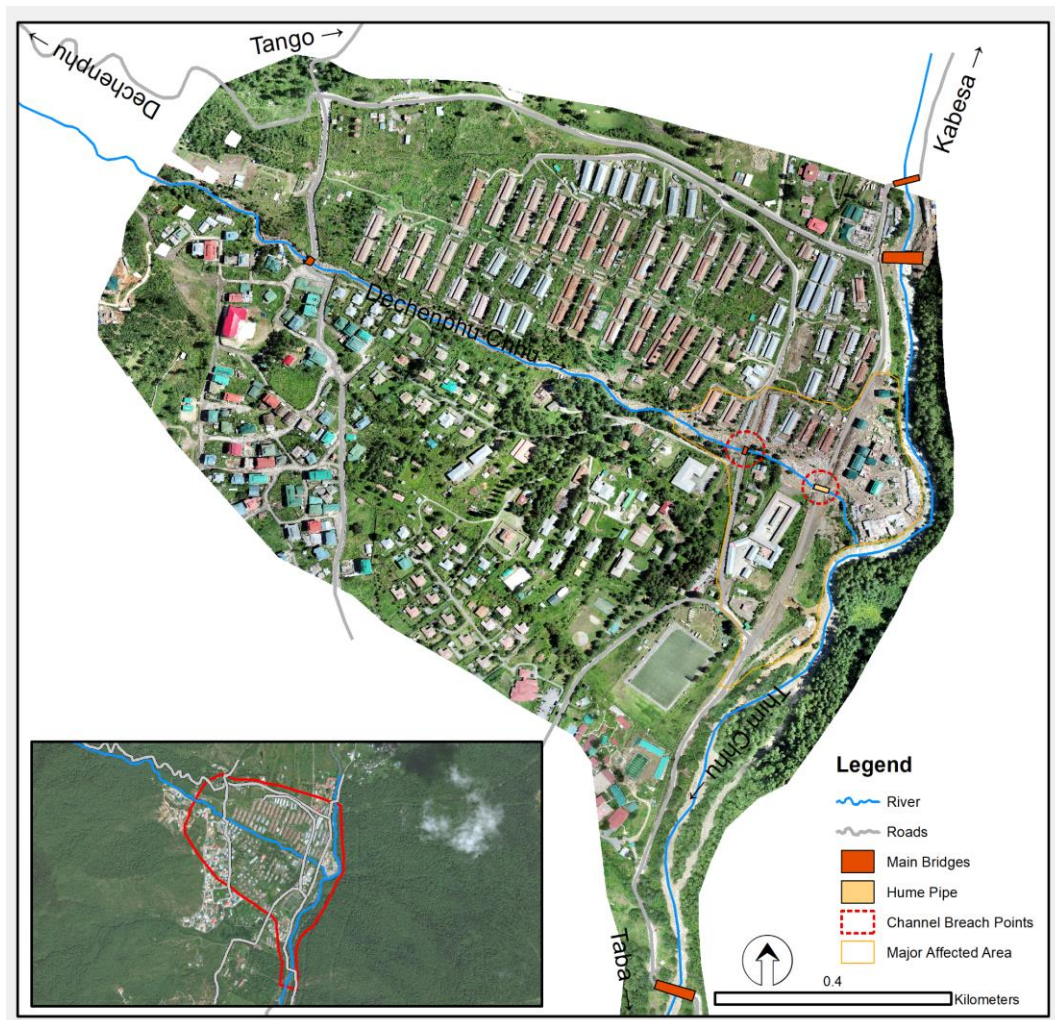 Tango →
← Dechenphu
Kabesa →
Dechenphu Chhu
Thim Chhu
←
Taba →
Legend
River
Roads
Main Bridges
Hume Pipe
Channel Breach Points
Major Affected Area
0.4
Kilometers